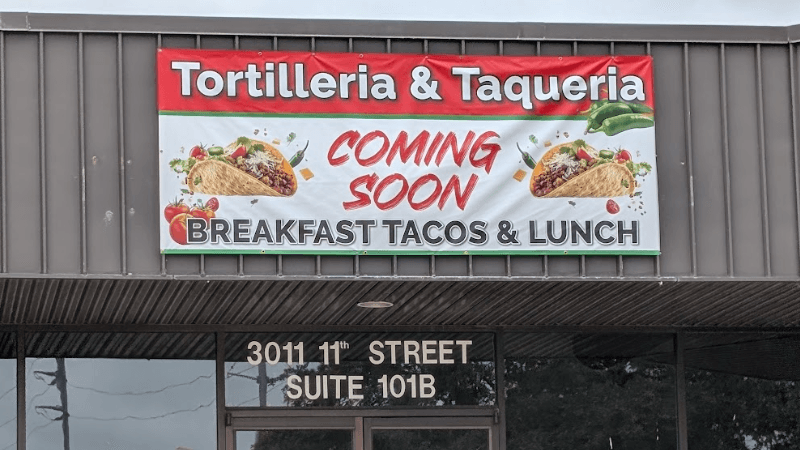 Tortilleria & Taqueria
COMING
SOON
BREAKFAST TACOS & LUNCH
3011 11th STREET
SUITE 101B